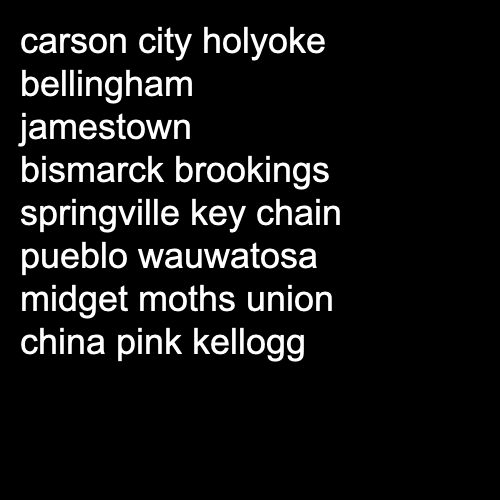 carson city holyoke
bellingham
jamestown
bismarck brookings
springville key chain
pueblo wauwatosa
midget moths union
china pink kellogg